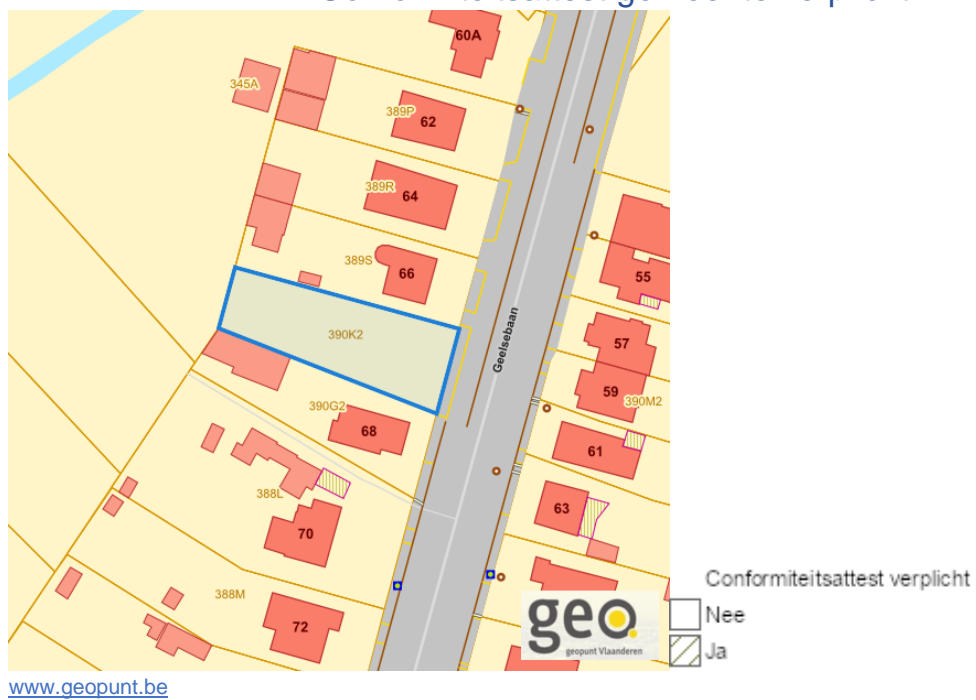 60A
345A
389P
62
389R
64
389S
66
55
390K2
Geelsebaan
57
59
390M2
390G2
68
61
388L
63
70
388M
72
geo.
geopunt Vlaanderen
Conformiteitsattest verplicht
Nee
Ja
www.geopunt.be